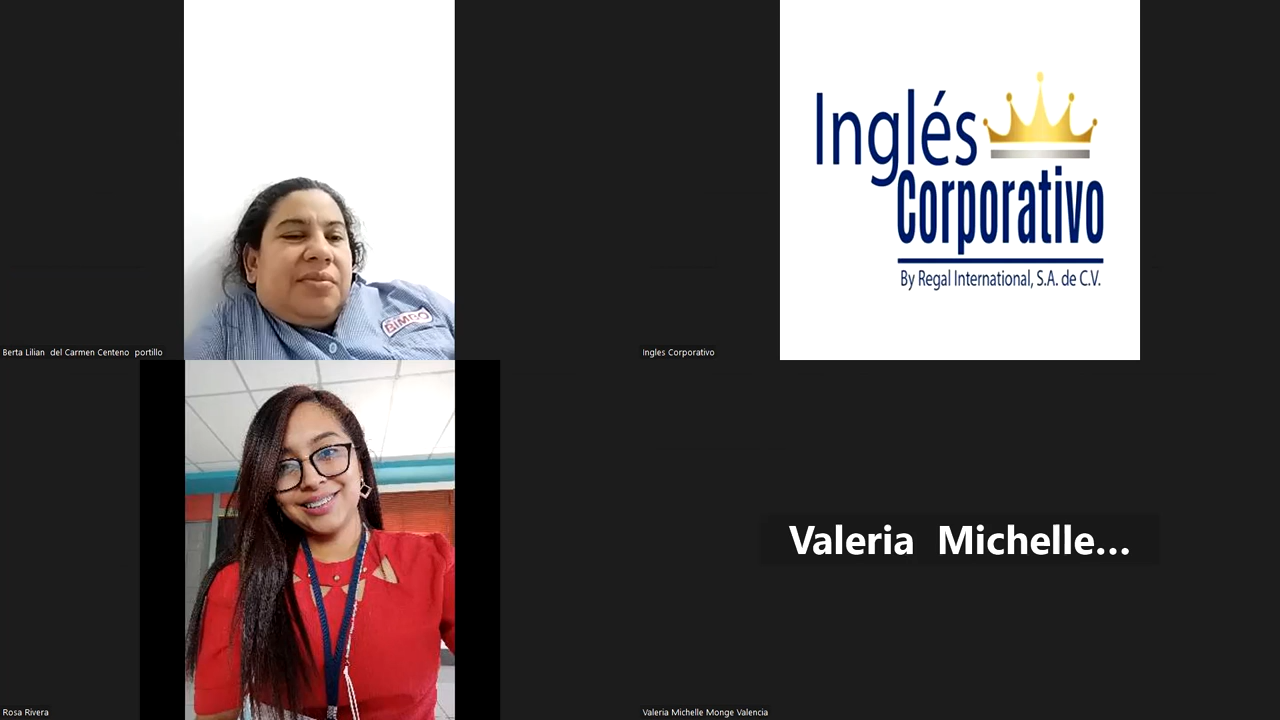 Inglés
Corporativo
By Regal International, S.A. de C.V.
BIMBO
Berta Lilian del Carmen Centeno portillo
Ingles Corporativo
Valeria Michelle...
Rosa Rivera
Valeria Michelle Monge Valencia